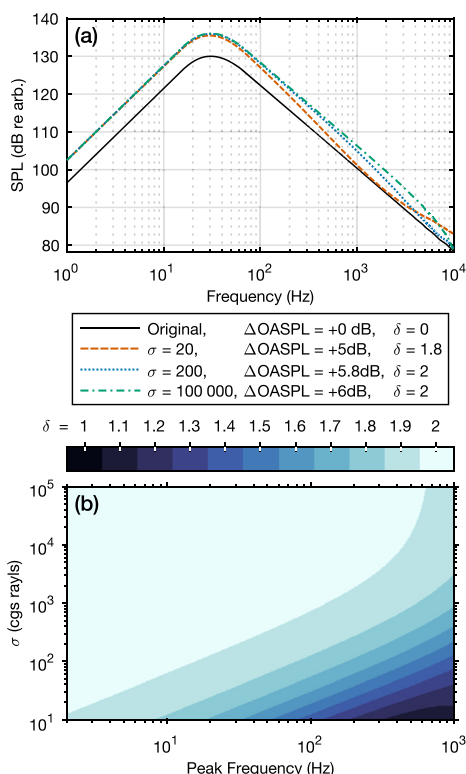 140
(a)
130
120
110
100
90
80
SPL (dB re arb.)
10^0 10^1 10^2 10^3 10^4
Frequency (Hz)
Original, ΔOASPL = +0 dB, δ = 0
σ = 20, ΔOASPL = +5dB, δ = 1.8
σ = 200, ΔOASPL = +5.8dB, δ = 2
σ = 100 000, ΔOASPL = +6dB, δ = 2
δ = 1 1.1 1.2 1.3 1.4 1.5 1.6 1.7 1.8 1.9 2
(b)
10^5
10^4
10^3
10^2
10^1
σ (cgs rayls)
10^1 10^2 10^3
Peak Frequency (Hz)